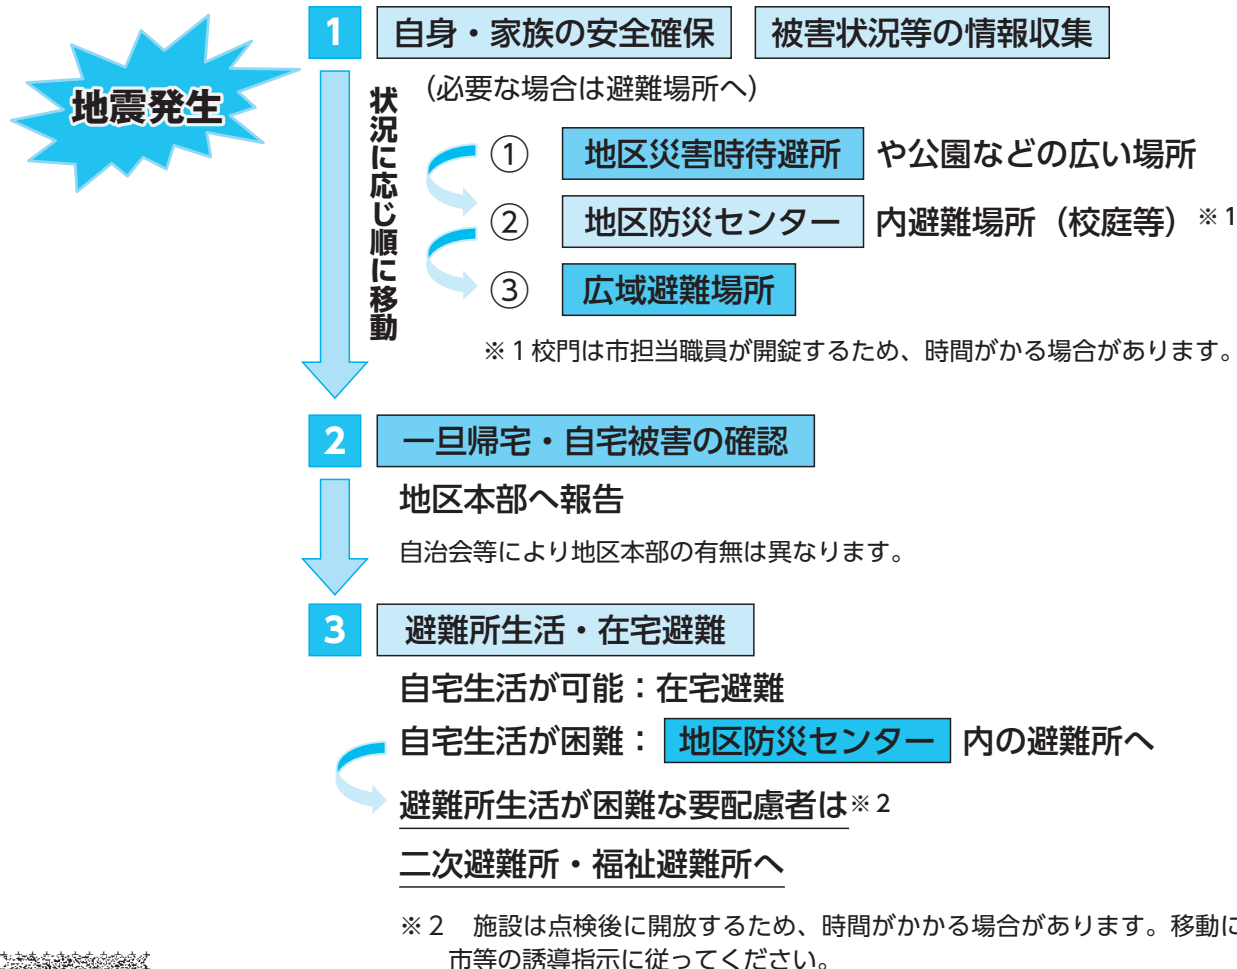 地震発生
1 自身・家族の安全確保 被害状況等の情報収集
(必要な場合は避難場所へ)
状況に応じ順に移動
① 地区災害時待避所 や公園などの広い場所
② 地区防災センター 内避難場所(校庭等)※1
③ 広域避難場所
※1校門は市担当職員が開錠するため、時間がかる場合があります。
2 一旦帰宅・自宅被害の確認
地区本部へ報告
自治会等により地区本部の有無は異なります。
3 避難所生活・在宅避難
自宅生活が可能：在宅避難
自宅生活が困難： 地区防災センター 内の避難所へ
避難所生活が困難な要配慮者は※2
二次避難所・福祉避難所へ
※2 施設は点検後に開放するため、時間がかかる場合があります。移動に
市等の誘導指示に従ってください。